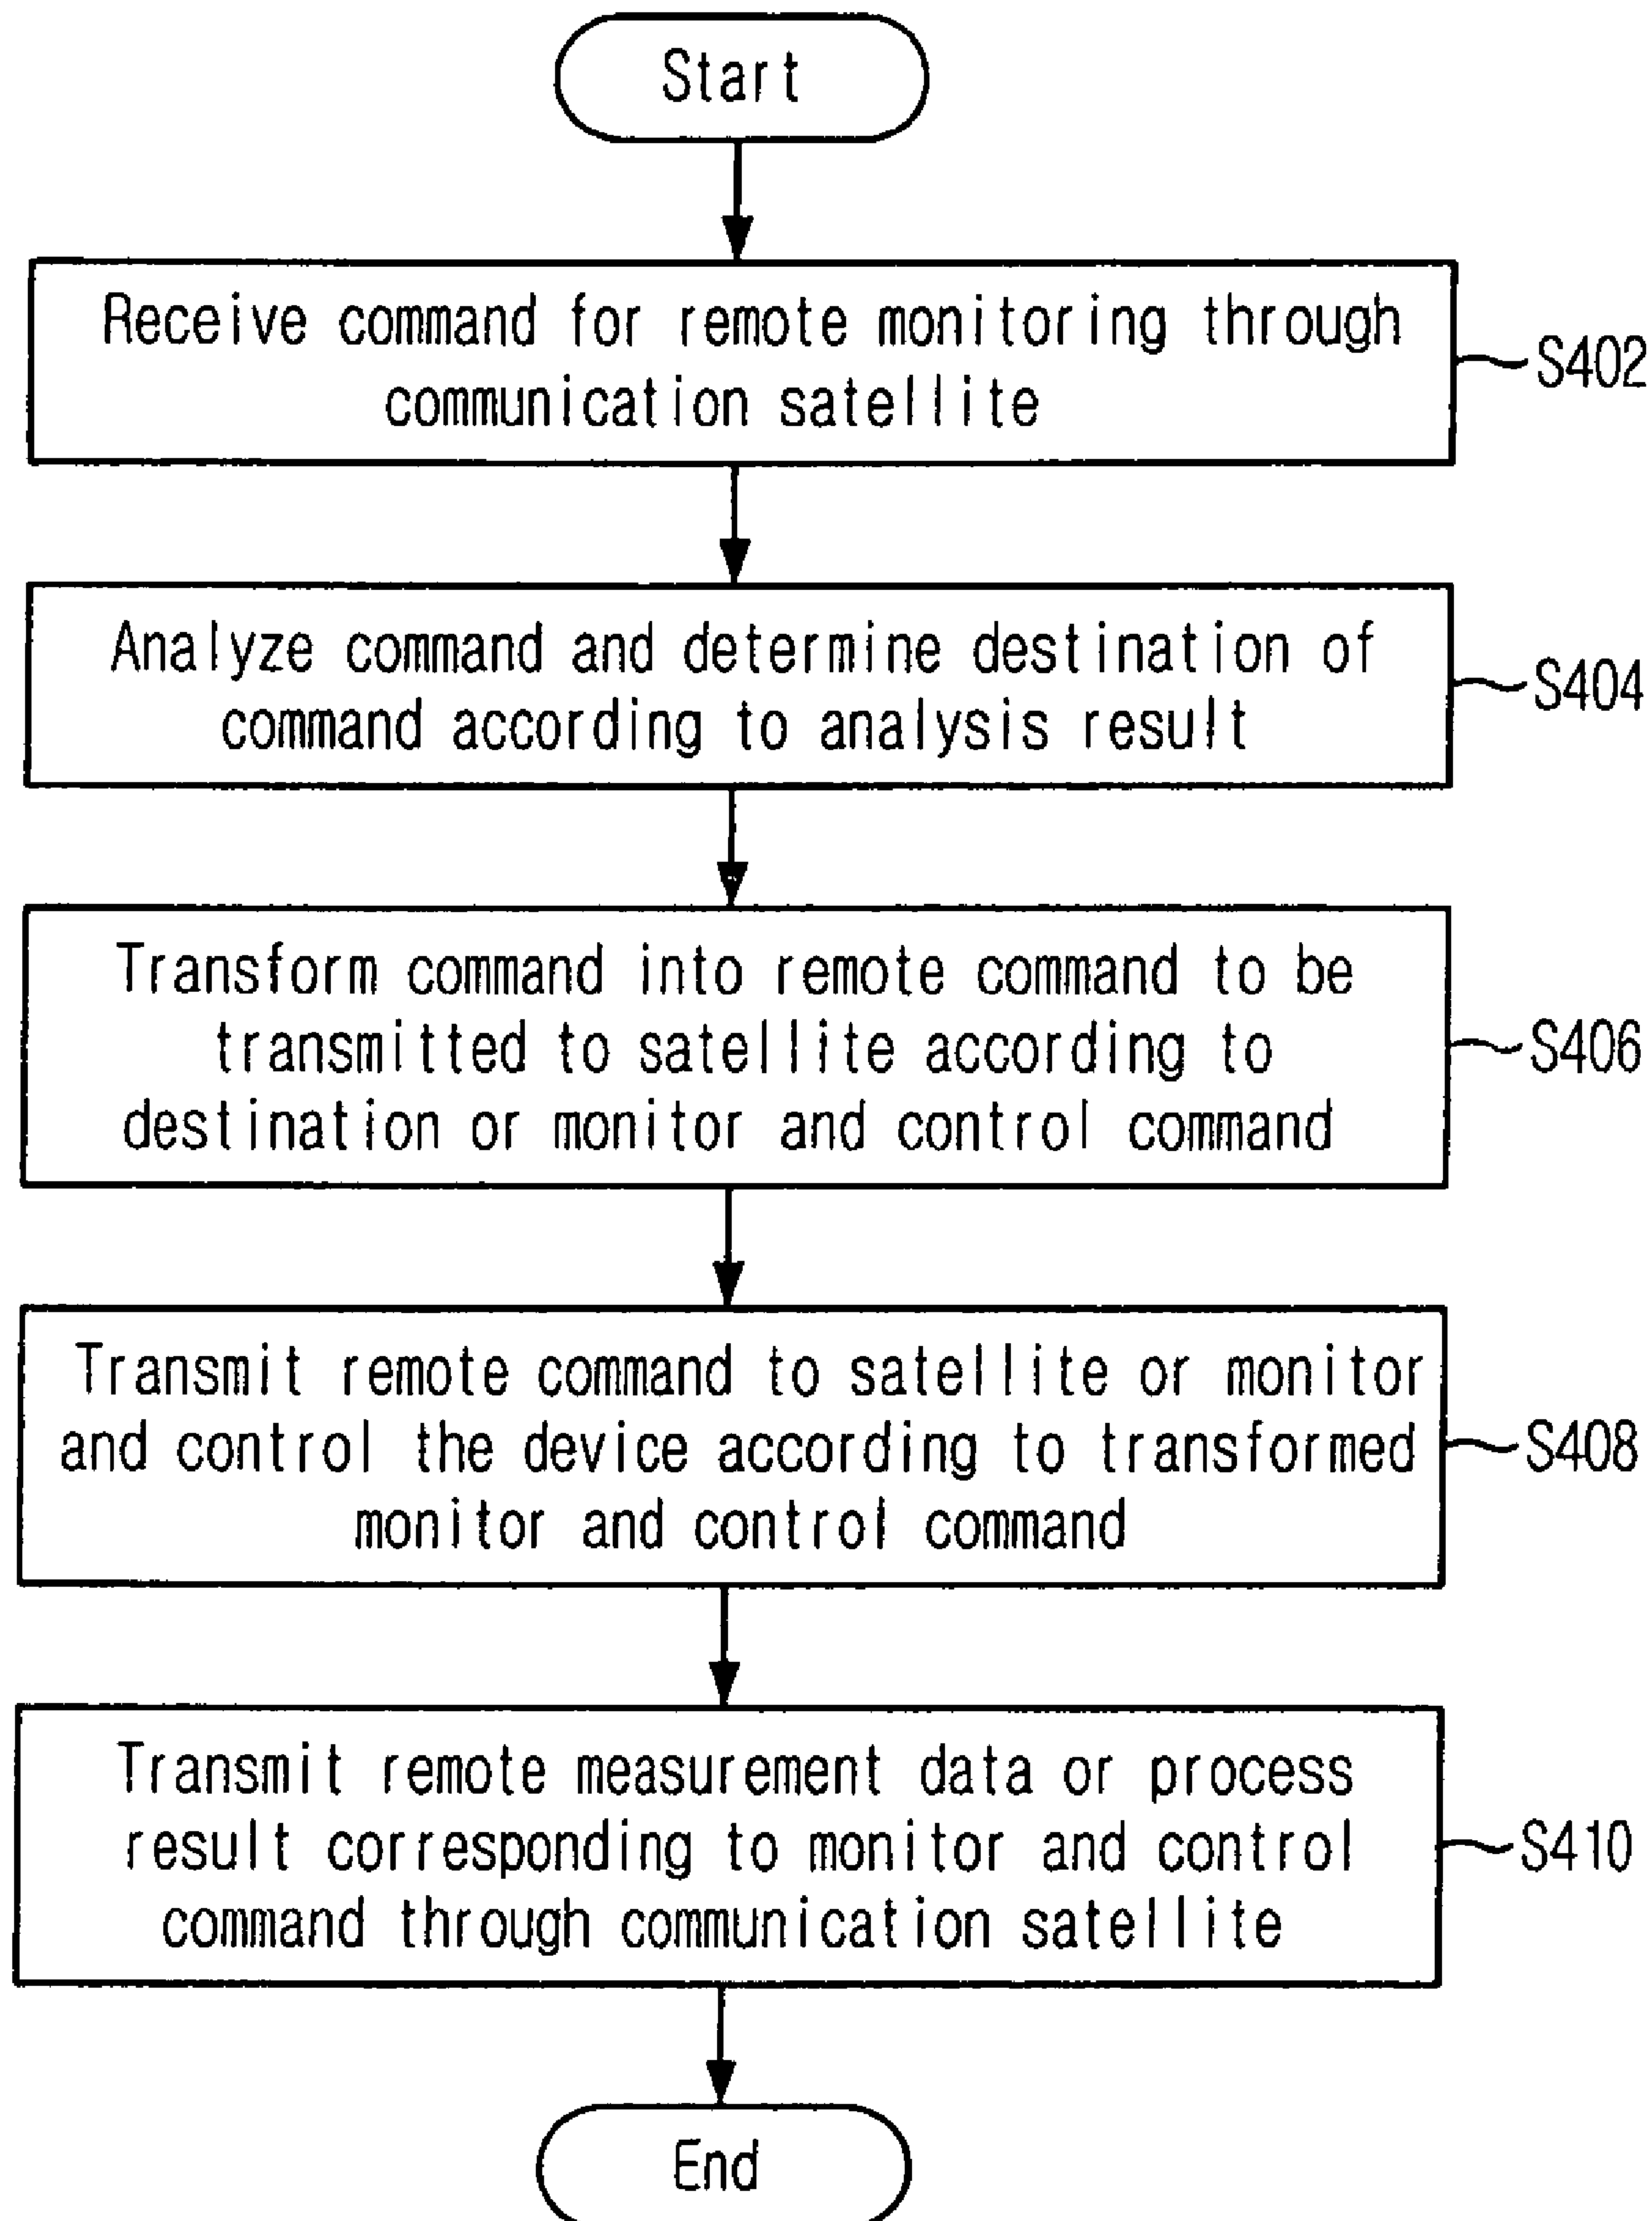 Start
Receive command for remote monitoring through
communication satellite
S402
Analyze command and determine destination of
command according to analysis result
S404
Transform command into remote command to be
transmitted to satellite according to
destination or monitor and control command
S406
Transmit remote command to satellite or monitor
and control the device according to transformed
monitor and control command
S408
Transmit remote measurement data or process
result corresponding to monitor and control
command through communication satellite
S410
End